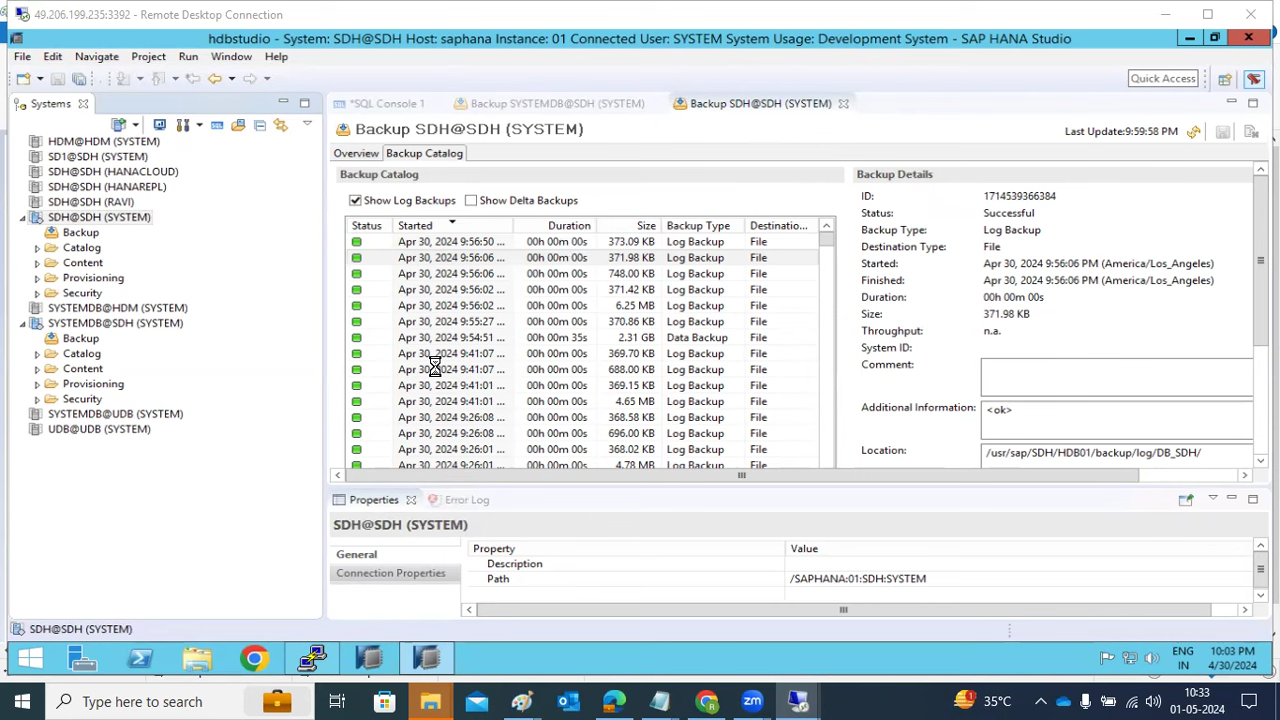 49.206.199.235:3392 - Remote Desktop Connection
hdbstudio - System: SDH@SDH Host: saphana Instance: 01 Connected User: SYSTEM System Usage: Development System - SAP HANA Studio
File Edit Navigate Project Run Window Help
Quick Access
Systems
HDM@HDM (SYSTEM)
SD1@SDH (SYSTEM)
SDH@SDH (HANACLOUD)
SDH@SDH (HANAREPL)
SDH@SDH (RAVI)
SDH@SDH (SYSTEM)
Backup
Catalog
Content
Provisioning
Security
SYSTEMDB@HDM (SYSTEM)
SYSTEMDB@SDH (SYSTEM)
Backup
Catalog
Content
Provisioning
Security
SYSTEMDB@UDB (SYSTEM)
UDB@UDB (SYSTEM)
*SQL Console 1 Backup SYSTEMDB@SDH (SYSTEM) Backup SDH@SDH (SYSTEM)
Backup SDH@SDH (SYSTEM) Last Update:9:59:58 PM
Overview Backup Catalog
Backup Catalog
Show Log Backups Show Delta Backups
Status Started Duration Size Backup Type Destinatio...
Apr 30, 2024 9:56:50 ... 00h 00m 00s 373.09 KB Log Backup File
Apr 30, 2024 9:56:06 ... 00h 00m 00s 371.98 KB Log Backup File
Apr 30, 2024 9:56:06 ... 00h 00m 00s 748.00 KB Log Backup File
Apr 30, 2024 9:56:02 ... 00h 00m 00s 371.42 KB Log Backup File
Apr 30, 2024 9:56:02 ... 00h 00m 00s 6.25 MB Log Backup File
Apr 30, 2024 9:55:27 ... 00h 00m 00s 370.86 KB Log Backup File
Apr 30, 2024 9:54:51 ... 00h 00m 35s 2.31 GB Data Backup File
Apr 30, 2024 9:41:07 ... 00h 00m 00s 369.70 KB Log Backup File
Apr 30, 2024 9:41:07 ... 00h 00m 00s 688.00 KB Log Backup File
Apr 30, 2024 9:41:01 ... 00h 00m 00s 369.15 KB Log Backup File
Apr 30, 2024 9:41:01 ... 00h 00m 00s 4.65 MB Log Backup File
Apr 30, 2024 9:26:08 ... 00h 00m 00s 368.58 KB Log Backup File
Apr 30, 2024 9:26:08 ... 00h 00m 00s 696.00 KB Log Backup File
Apr 30, 2024 9:26:01 ... 00h 00m 00s 368.02 KB Log Backup File
Apr 30, 2024 9:26:01 ... 00h 00m 00s 4.78 MB Log Backup File
Backup Details
ID: 1714539366384
Status: Successful
Backup Type: Log Backup
Destination Type: File
Started: Apr 30, 2024 9:56:06 PM (America/Los_Angeles)
Finished: Apr 30, 2024 9:56:06 PM (America/Los_Angeles)
Duration: 00h 00m 00s
Size: 371.98 KB
Throughput: n.a.
System ID:
Comment:
Additional Information: <ok>
Location: /usr/sap/SDH/HDB01/backup/log/DB_SDH/
Properties Error Log
SDH@SDH (SYSTEM)
General
Connection Properties
Property Value
Description
Path /SAPHANA:01:SDH:SYSTEM
SDH@SDH (SYSTEM)
ENG 10:03 PM
IN 4/30/2024
Type here to search
35°C ENG 10:33
IN 01-05-2024